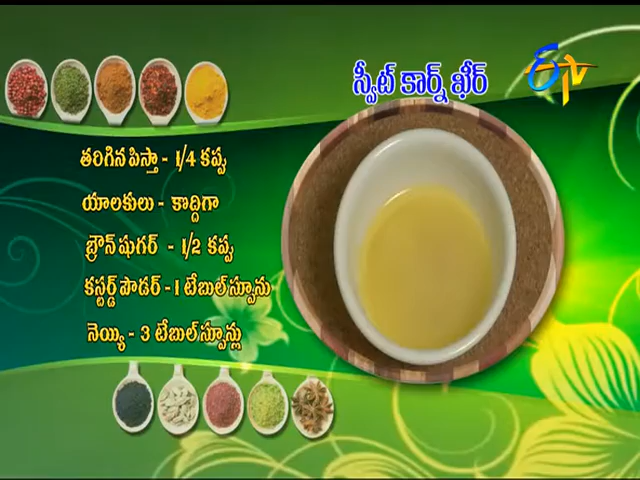 స్వీట్ కార్న్ ఖీర్
ETV
తరిగిన పిస్తా - 1/4 కప్పు
యాలకులు - కొద్దిగా
బ్రౌన్ షుగర్ - 1/2 కప్పు
కస్టర్డ్ పౌడర్ - 1 టేబుల్ స్పూను
నెయ్యి - 3 టేబుల్ స్పూన్లు